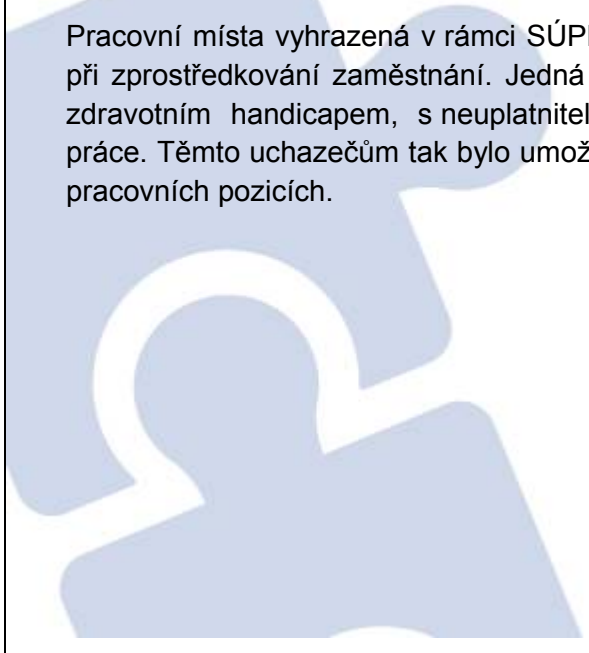 Pracovní místa vyhrazená v rámci SÚP
při zprostředkování zaměstnání. Jedná
zdravotním handicapem, s neuplatnitel
práce. Těmto uchazečům tak bylo umož
pracovních pozicích.